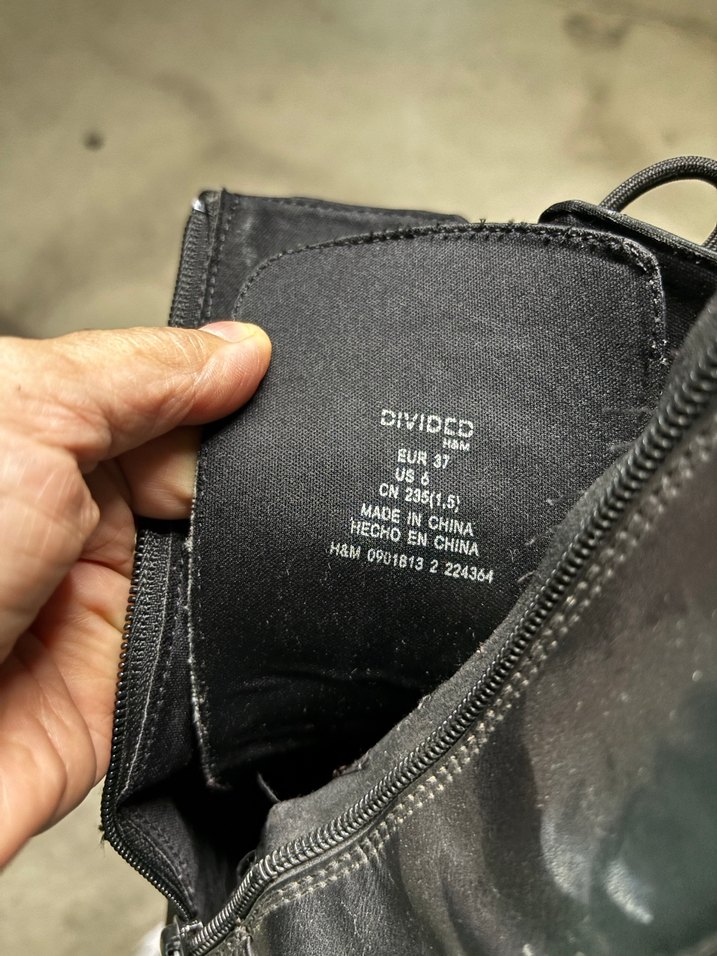 DIVIDED
H&M
EUR 37
US 6
CN 235(1,5)
MADE IN CHINA
HECHO EN CHINA
H&M 0901813 2 224364